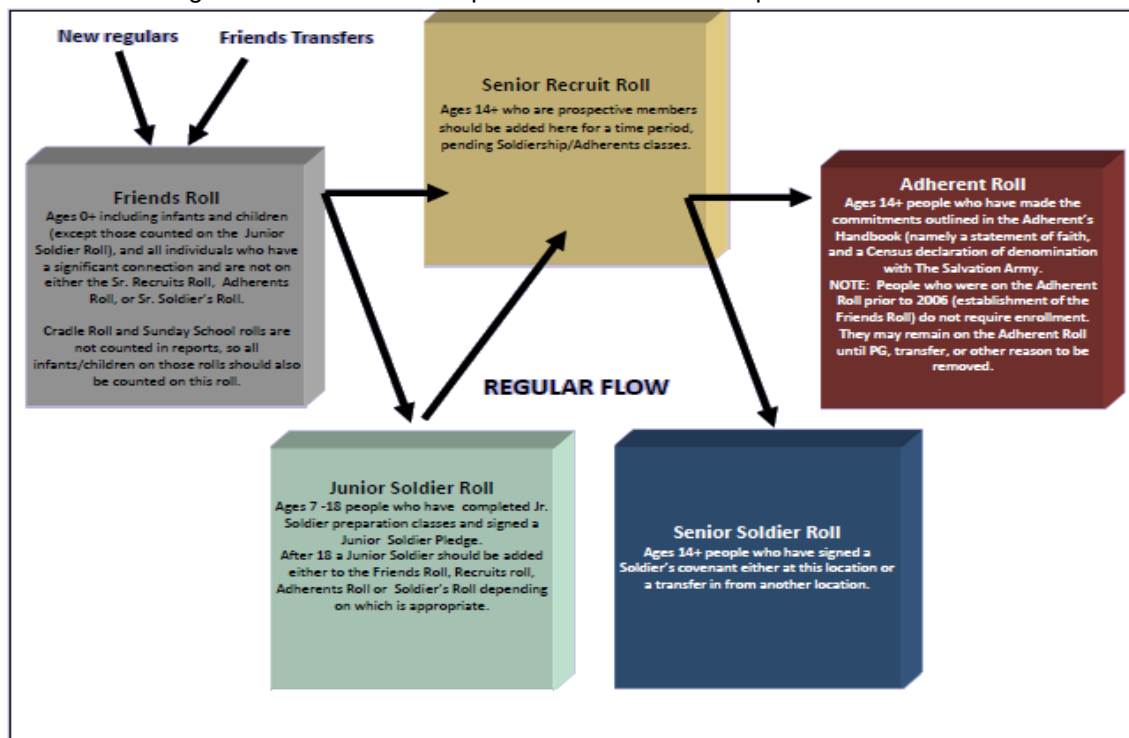 New regulars
Friends Transfers
Senior Recruit Roll
Ages 14+ who are prospective members
should be added here for a time period,
pending Soldiership/Adherents classes.
Friends Roll
Ages 0+ including infants and children
(except those counted on the Junior
Soldier Roll), and all individuals who have
a significant connection and are not on
either the Sr. Recruits Roll, Adherents
Roll, or Sr. Soldier's Roll.
Cradle Roll and Sunday School rolls are
not counted in reports, so all
infants/children on those rolls should also
be counted on this roll.
Adherent Roll
Ages 14+ people who have made the
commitments outlined in the Adherent's
Handbook (namely a statement of faith,
and a Census declaration of denomination
with The Salvation Army.
NOTE: People who were on the Adherent
Roll prior to 2006 (establishment of the
Friends Roll) do not require enrollment.
They may remain on the Adherent Roll
until PG, transfer, or other reason to be
removed.
REGULAR FLOW
Junior Soldier Roll
Ages 7 -18 people who have completed Jr.
Soldier preparation classes and signed a
Junior Soldier Pledge.
After 18 a Junior Soldier should be added
either to the Friends Roll, Recruits roll,
Adherents Roll or Soldier's Roll depending
on which is appropriate.
Senior Soldier Roll
Ages 14+ people who have signed a
Soldier's covenant either at this location or
a transfer in from another location.